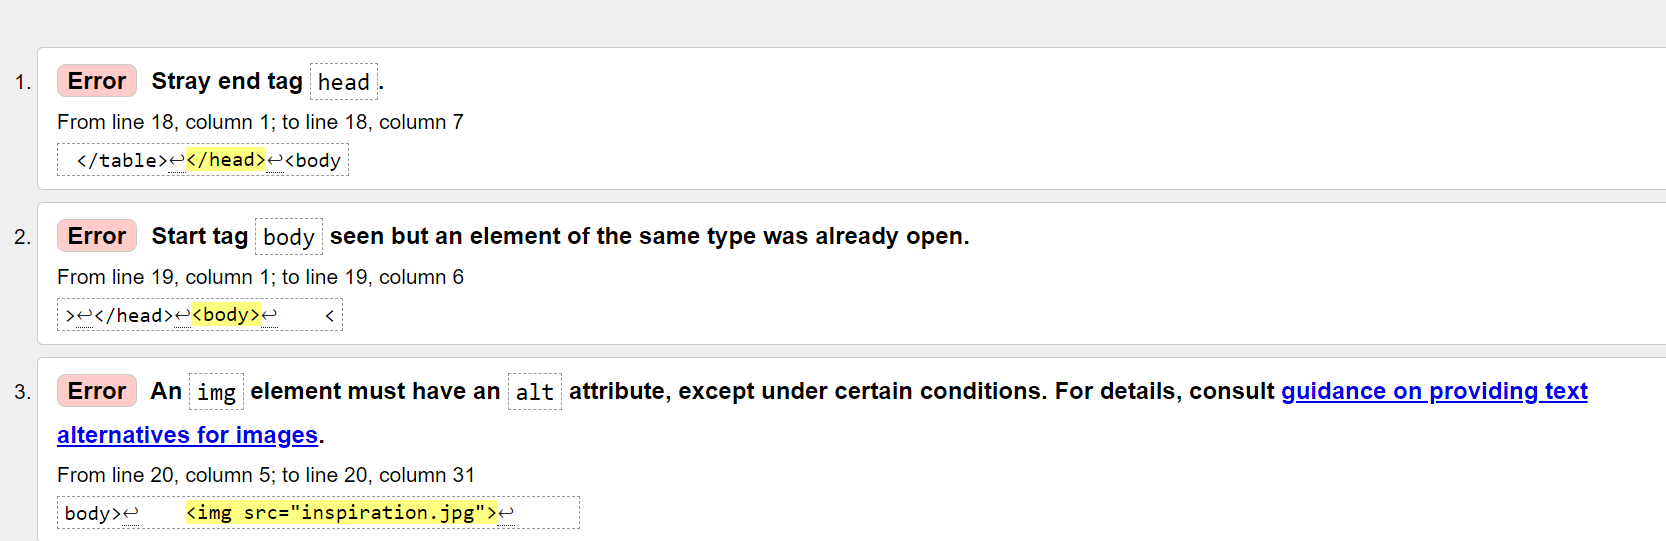 1. Error Stray end tag head.
From line 18, column 1; to line 18, column 7
</table>↩</head>↩<body
2. Error Start tag body seen but an element of the same type was already open.
From line 19, column 1; to line 19, column 6
>↩</head>↩<body>↩    <
3. Error An img element must have an alt attribute, except under certain conditions. For details, consult guidance on providing text
alternatives for images.
From line 20, column 5; to line 20, column 31
body>↩    <img src="inspiration.jpg">↩